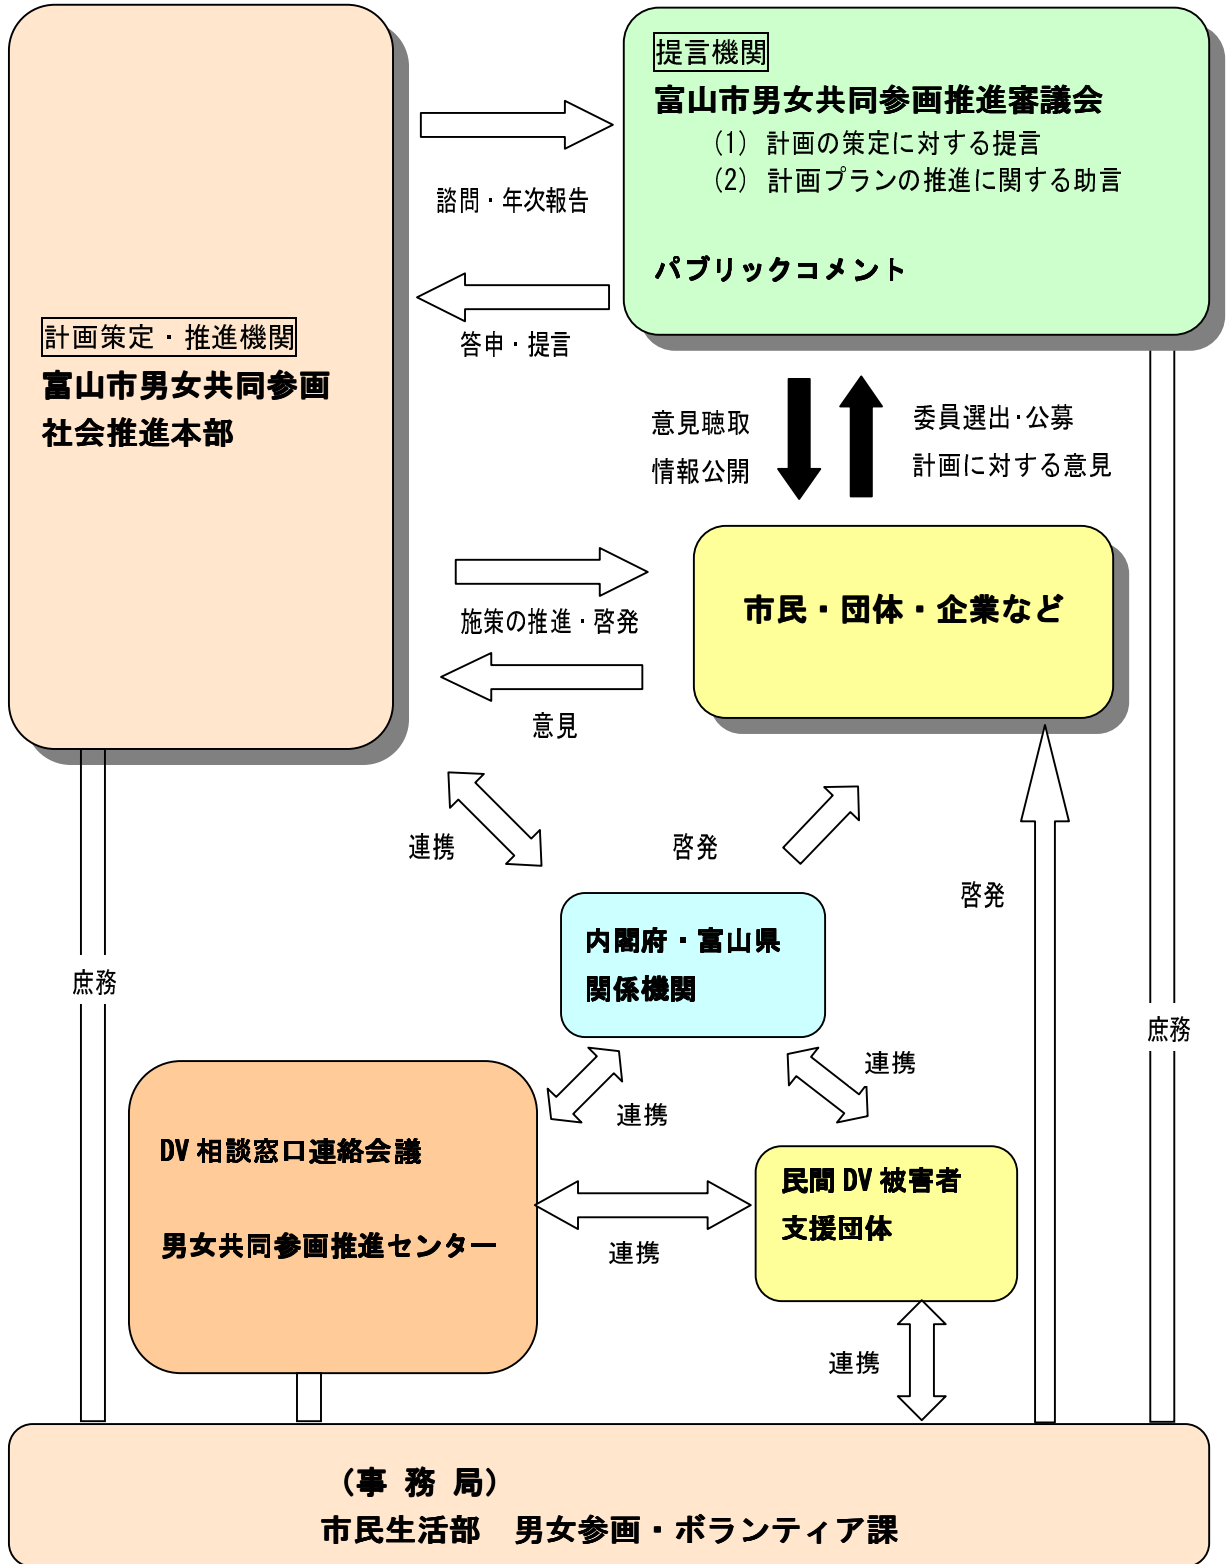 提言機関
富山市男女共同参画推進審議会
(1) 計画の策定に対する提言
(2) 計画プランの推進に関する助言
パブリックコメント
諮問・年次報告
答申・提言
計画策定・推進機関
富山市男女共同参画
社会推進本部
意見聴取
情報公開
委員選出・公募
計画に対する意見
施策の推進・啓発
市民・団体・企業など
意見
連携
啓発
啓発
内閣府・富山県
関係機関
庶務
庶務
連携
連携
DV相談窓口連絡会議
男女共同参画推進センター
民間DV被害者
支援団体
連携
連携
（事 務 局）
市民生活部　男女参画・ボランティア課